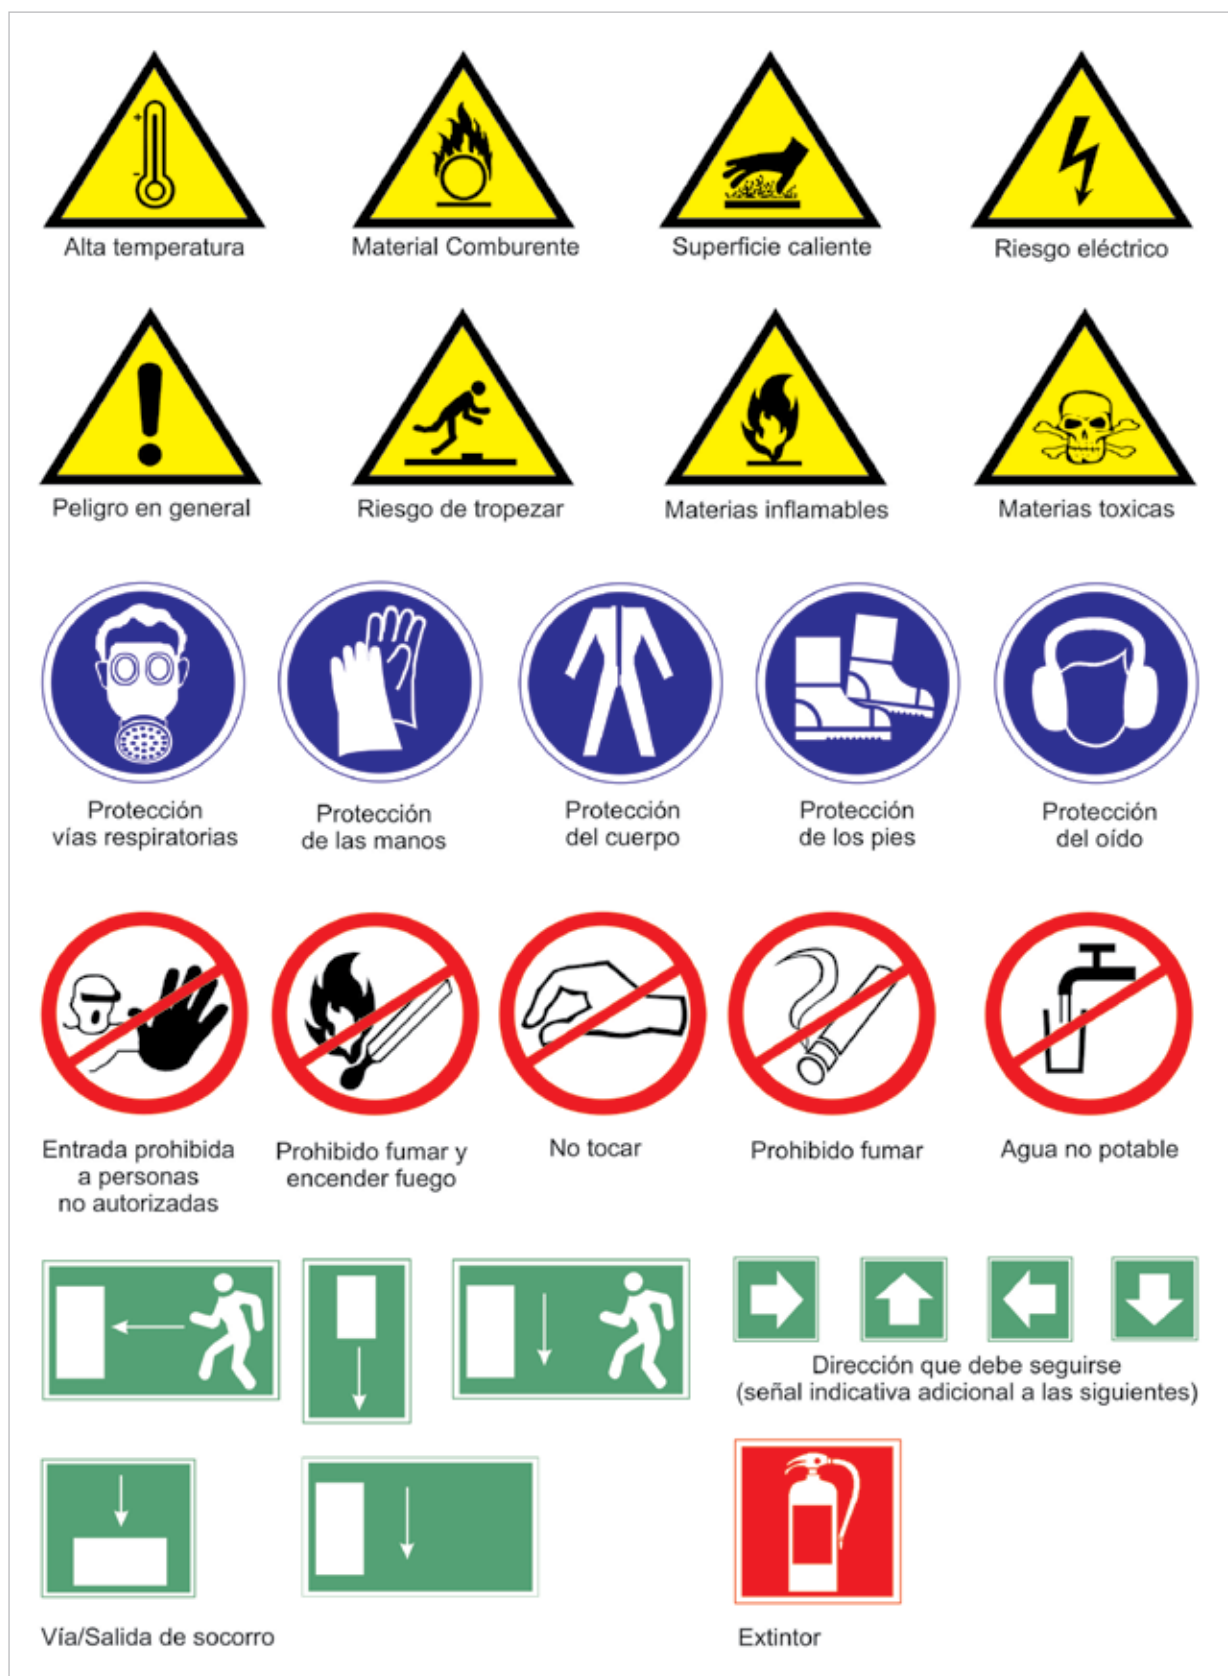 Alta temperatura
Material Comburente
Superficie caliente
Riesgo eléctrico
Peligro en general
Riesgo de tropezar
Materias inflamables
Materias toxicas
Protección
vías respiratorias
Protección
de las manos
Protección
del cuerpo
Protección
de los pies
Protección
del oído
Entrada prohibida
a personas
no autorizadas
Prohibido fumar y
encender fuego
No tocar
Prohibido fumar
Agua no potable
Dirección que debe seguirse
(señal indicativa adicional a las siguientes)
Vía/Salida de socorro
Extintor